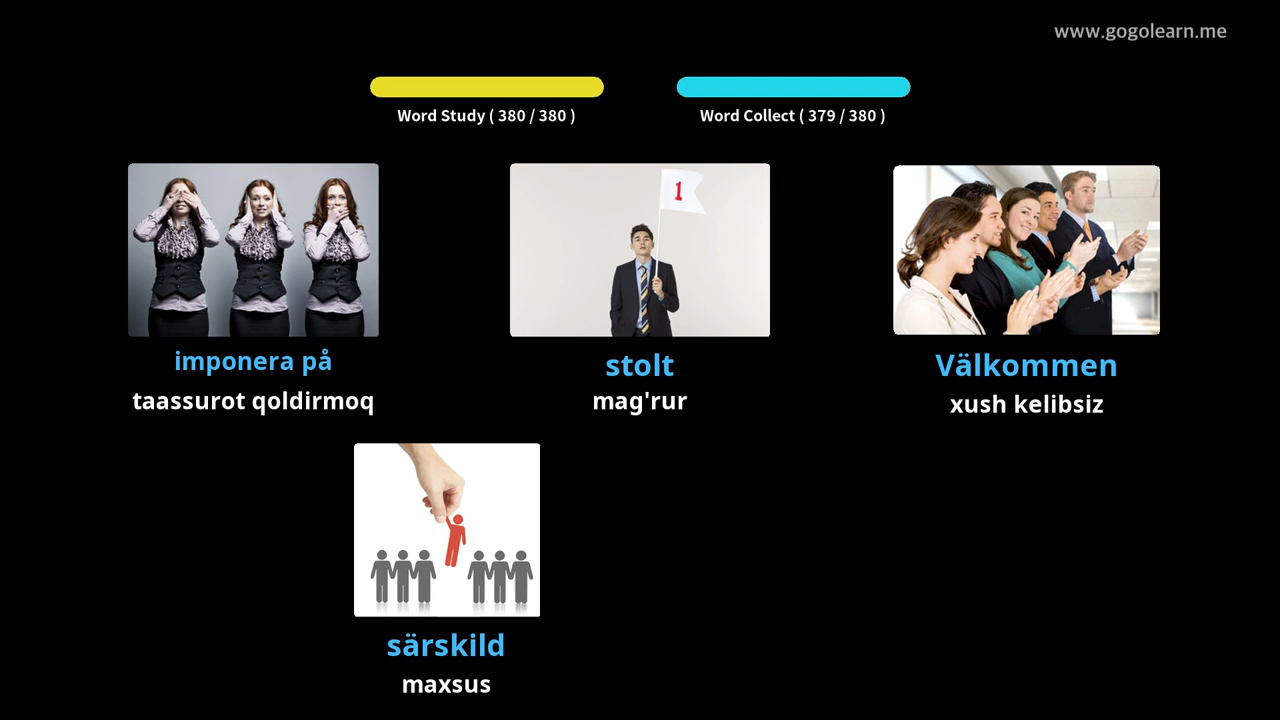 www.gogolearn.me
Word Study ( 380 / 380 )
Word Collect ( 379 / 380 )
1
imponera på
taassurot qoldirmoq
stolt
mag'rur
Välkommen
xush kelibsiz
särskild
maxsus